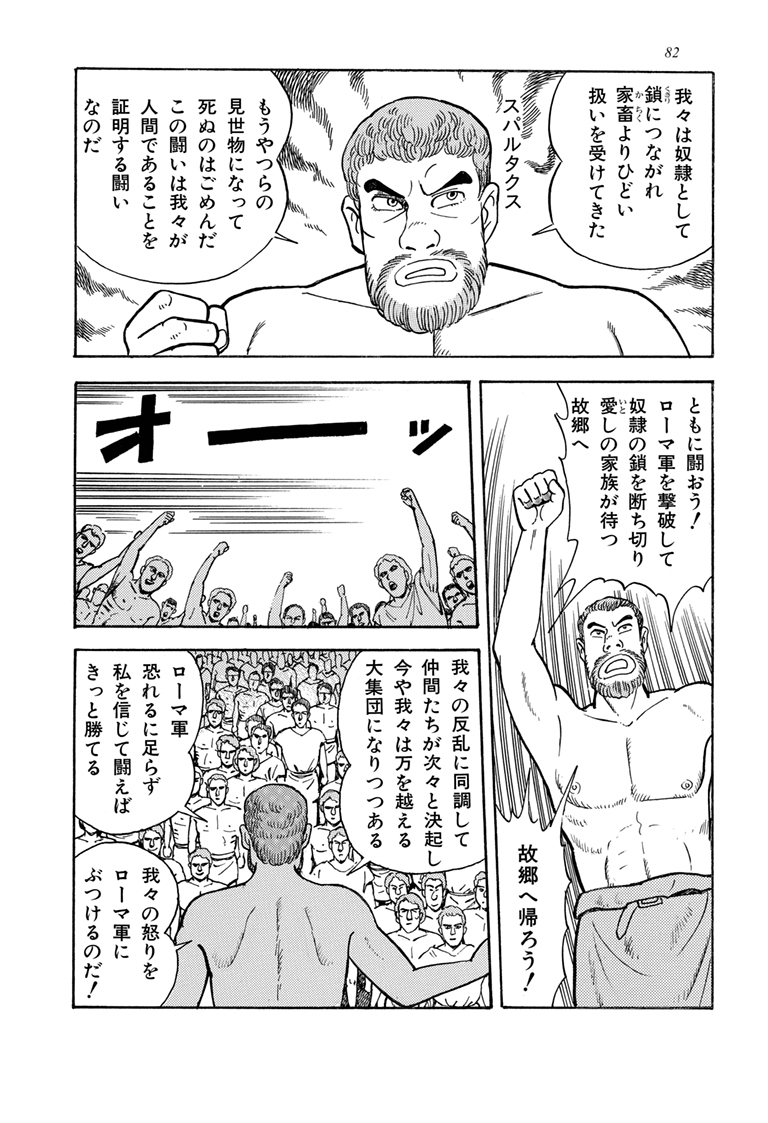 82
我々は奴隷として
鎖につながれ
家畜よりひどい
扱いを受けてきた
くさり
かちく
スパルタクス
もうやつらの
見世物になって
死ぬのはごめんだ
この闘いは我々が
人間であることを
証明する闘い
なのだ
ともに闘おう！
ローマ軍を撃破して
奴隷の鎖を断ち切り
愛しの家族が待つ
故郷へ
いと
故郷へ帰ろう！
オーーッ
我々の反乱に同調して
仲間たちが次々と決起し
今や我々は万を越える
大集団になりつつある
ローマ軍
恐れるに足らず
私を信じて闘えば
きっと勝てる
我々の怒りを
ローマ軍に
ぶつけるのだ！